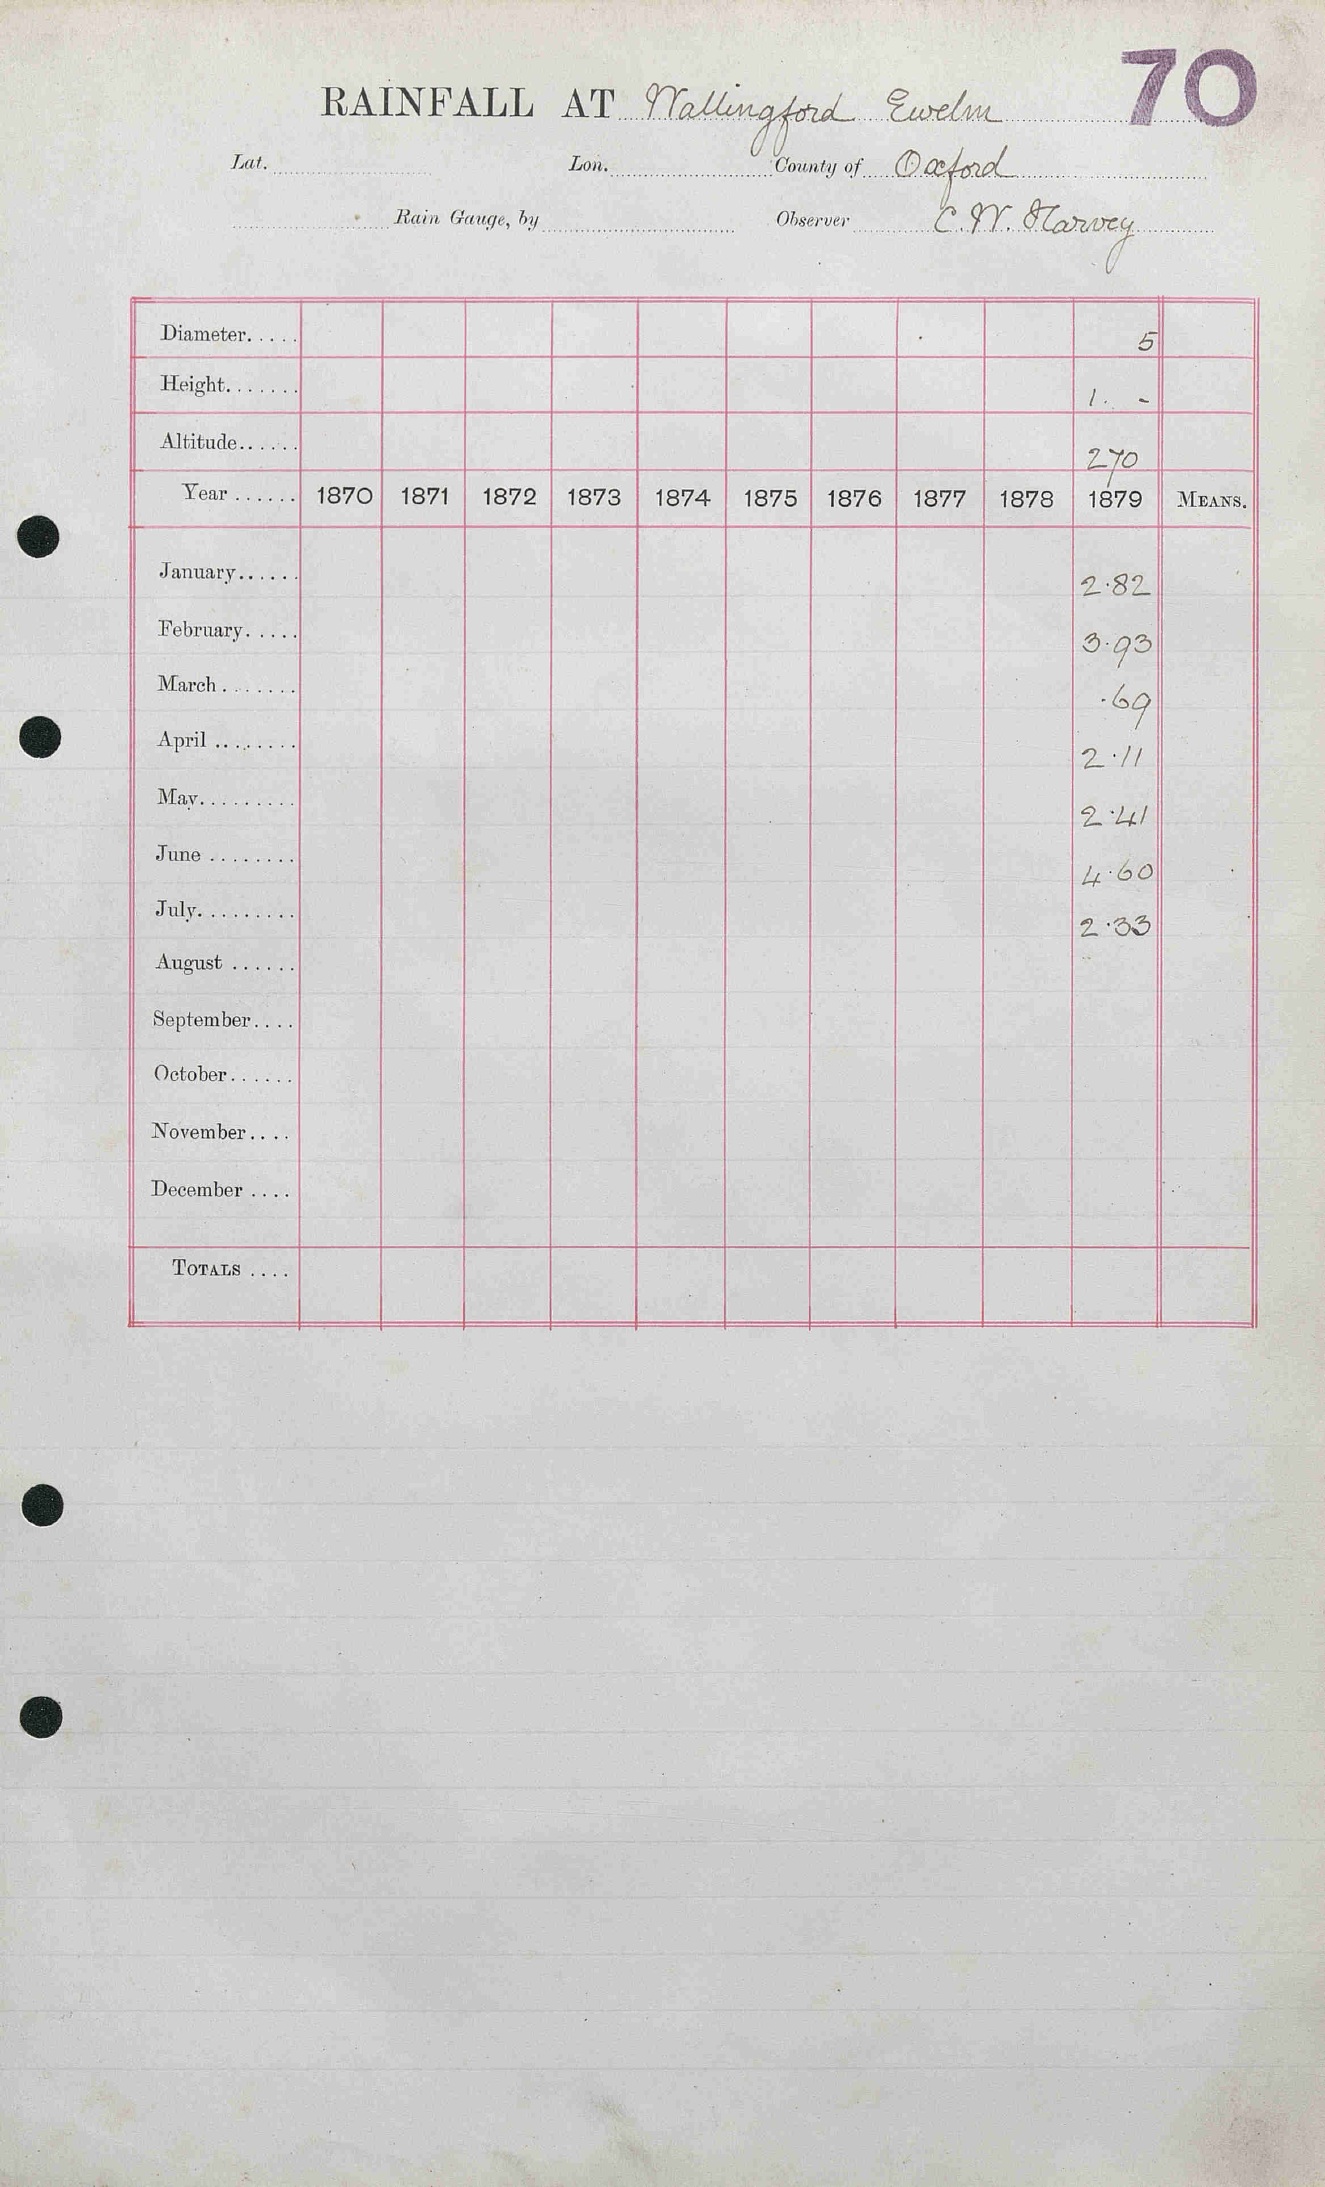 70
RAINFALL AT Wallingford Ewelm
Lat. Lon. County of Oxford
Rain Gauge, by Observer C. W. Harvey
Diameter..... 5
Height....... 1. -
Altitude...... 270
Year ...... 1870 1871 1872 1873 1874 1875 1876 1877 1878 1879 MEANS.
January...... 2.82
February..... 3.93
March....... .69
April ........ 2.11
May......... 2.41
June ........ 4.60
July......... 2.33
August ......
September....
October......
November....
December ....
TOTALS ....